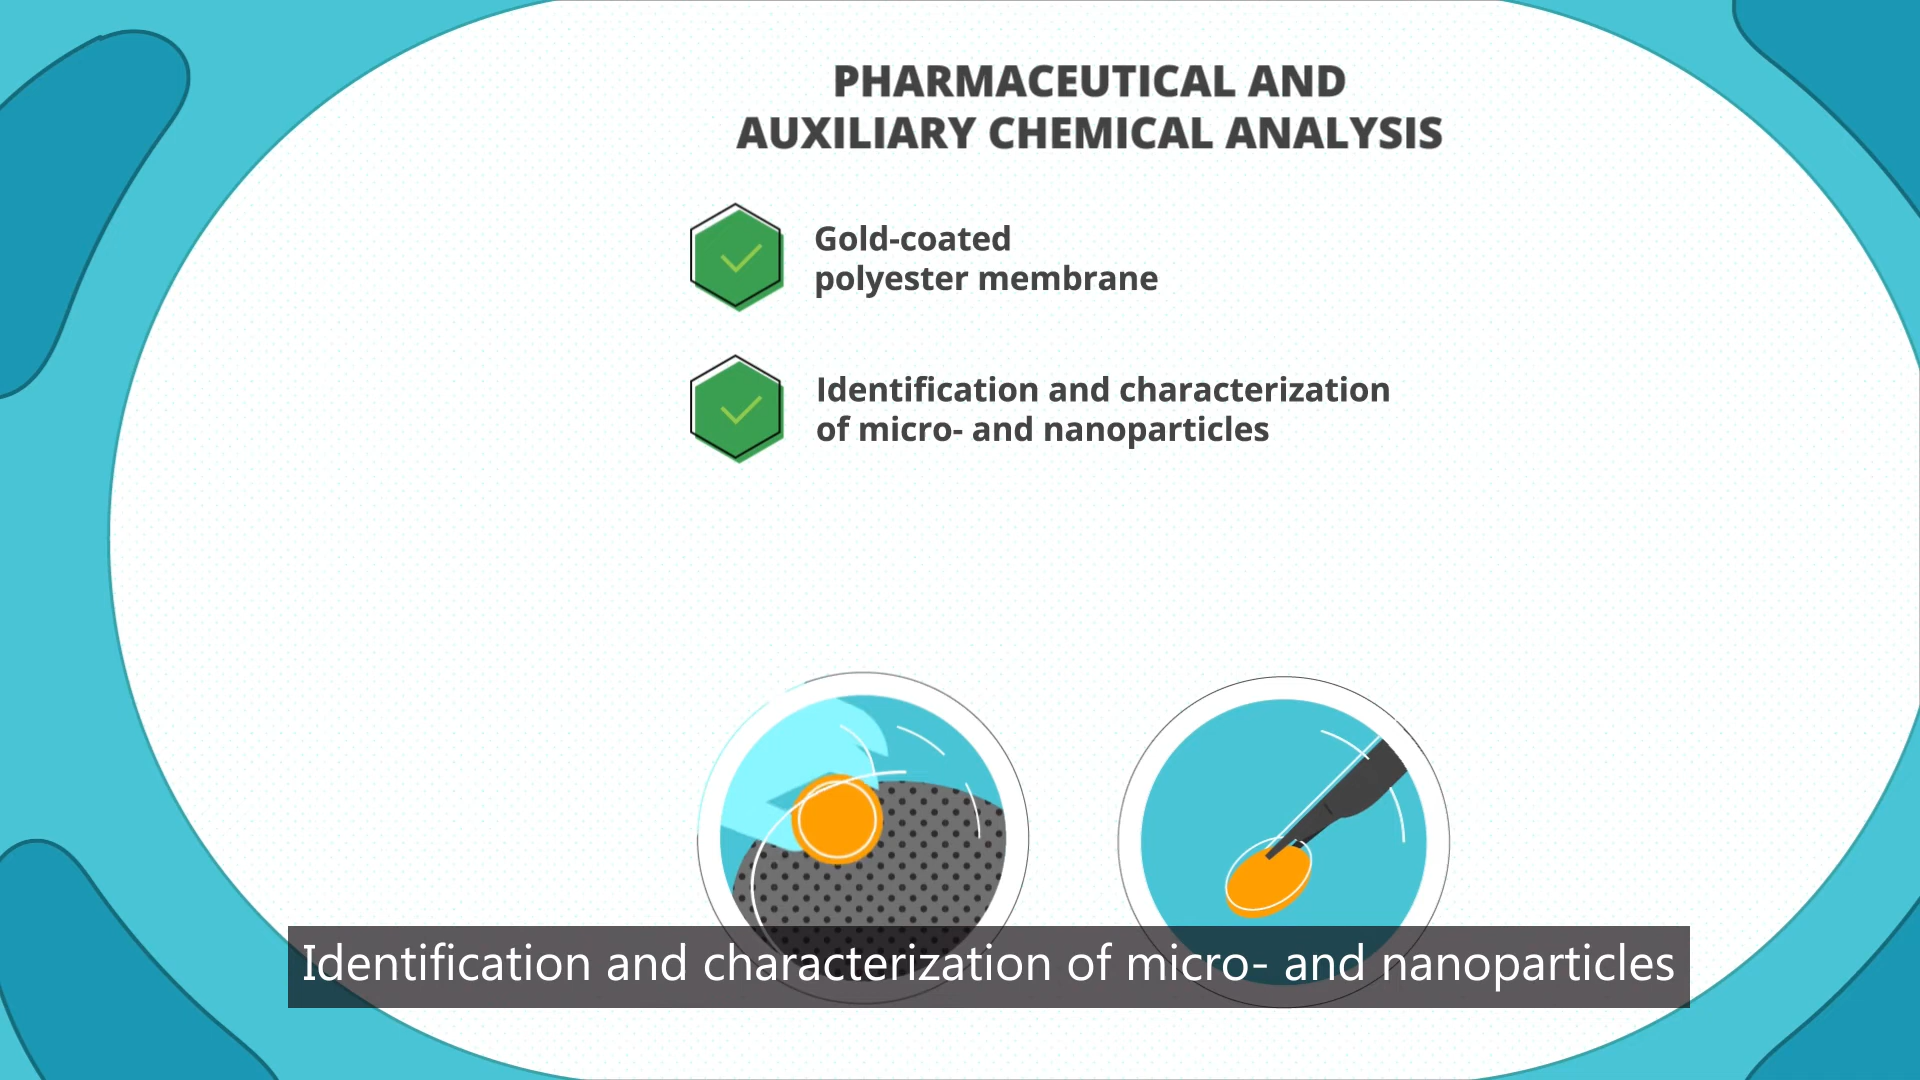 PHARMACEUTICAL AND
AUXILIARY CHEMICAL ANALYSIS
Gold-coated
polyester membrane
Identification and characterization
of micro- and nanoparticles
Identification and characterization of micro- and nanoparticles